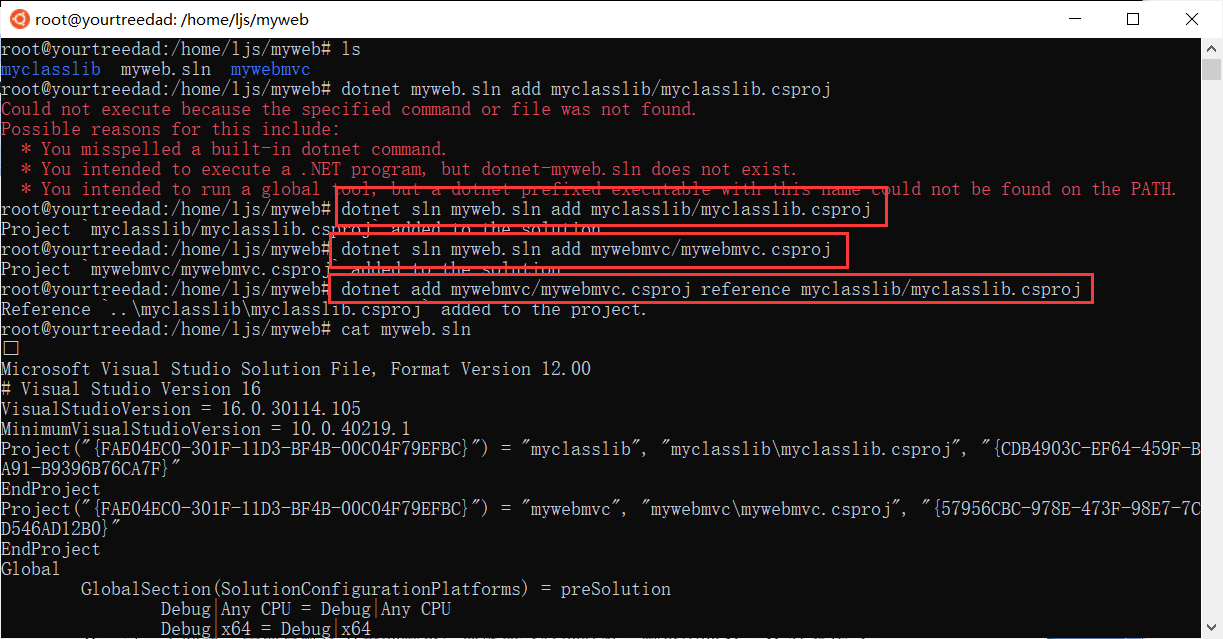 root@yourtreedad: /home/ljs/myweb
root@yourtreedad:/home/ljs/myweb# ls
myclasslib  myweb.sln  mywebmvc
root@yourtreedad:/home/ljs/myweb# dotnet myweb.sln add myclasslib/myclasslib.csproj
Could not execute because the specified command or file was not found.
Possible reasons for this include:
  * You misspelled a built-in dotnet command.
  * You intended to execute a .NET program, but dotnet-myweb.sln does not exist.
  * You intended to run a global tool, but a dotnet-prefixed executable with this name could not be found on the PATH.
root@yourtreedad:/home/ljs/myweb# dotnet sln myweb.sln add myclasslib/myclasslib.csproj
Project `myclasslib/myclasslib.csproj` added to the solution.
root@yourtreedad:/home/ljs/myweb# dotnet sln myweb.sln add mywebmvc/mywebmvc.csproj
Project `mywebmvc/mywebmvc.csproj` added to the solution.
root@yourtreedad:/home/ljs/myweb# dotnet add mywebmvc/mywebmvc.csproj reference myclasslib/myclasslib.csproj
Reference `..\myclasslib\myclasslib.csproj` added to the project.
root@yourtreedad:/home/ljs/myweb# cat myweb.sln
Microsoft Visual Studio Solution File, Format Version 12.00
# Visual Studio Version 16
VisualStudioVersion = 16.0.30114.105
MinimumVisualStudioVersion = 10.0.40219.1
Project("{FAE04EC0-301F-11D3-BF4B-00C04F79EFBC}") = "myclasslib", "myclasslib\myclasslib.csproj", "{CDB4903C-EF64-459F-B
A91-B9396B76CA7F}"
EndProject
Project("{FAE04EC0-301F-11D3-BF4B-00C04F79EFBC}") = "mywebmvc", "mywebmvc\mywebmvc.csproj", "{57956CBC-978E-473F-98E7-7C
D546AD12B0}"
EndProject
Global
        GlobalSection(SolutionConfigurationPlatforms) = preSolution
                Debug|Any CPU = Debug|Any CPU
                Debug|x64 = Debug|x64